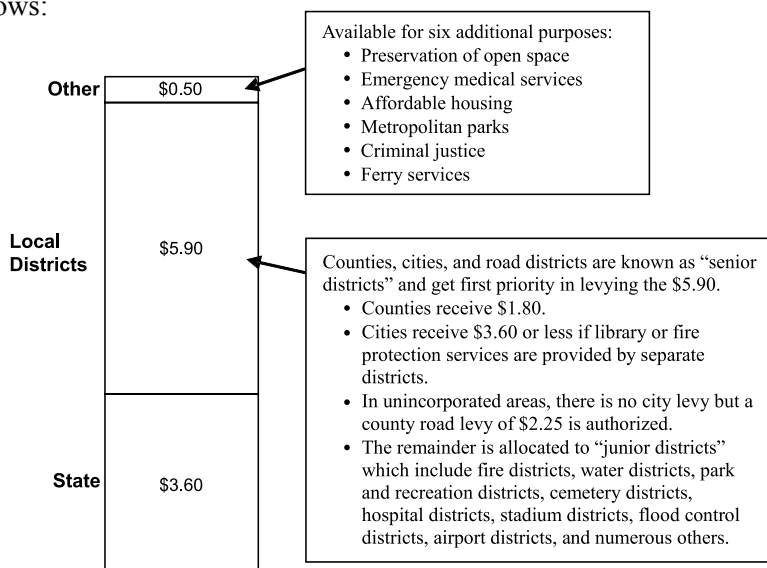 ows:
Available for six additional purposes:
• Preservation of open space
• Emergency medical services
• Affordable housing
• Metropolitan parks
• Criminal justice
• Ferry services
Other
$0.50
Local
Districts
$5.90
Counties, cities, and road districts are known as “senior
districts” and get first priority in levying the $5.90.
• Counties receive $1.80.
• Cities receive $3.60 or less if library or fire
protection services are provided by separate
districts.
• In unincorporated areas, there is no city levy but a
county road levy of $2.25 is authorized.
• The remainder is allocated to “junior districts”
which include fire districts, water districts, park
and recreation districts, cemetery districts,
hospital districts, stadium districts, flood control
districts, airport districts, and numerous others.
State
$3.60